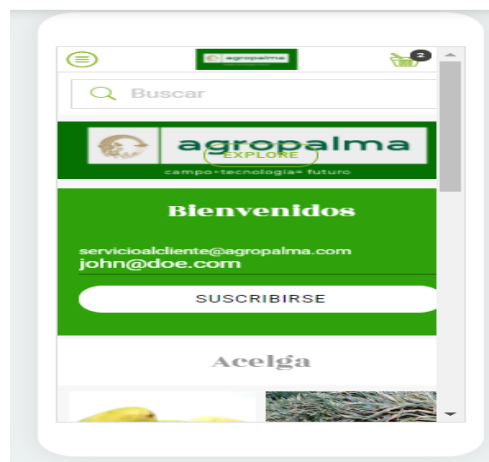 agropalma
2
Buscar
agropalma
EXPLORE
campo+tecnologia= futuro
Bienvenidos
servicioalcliente@agropalma.com
john@doe.com
SUSCRIBIRSE
Acelga